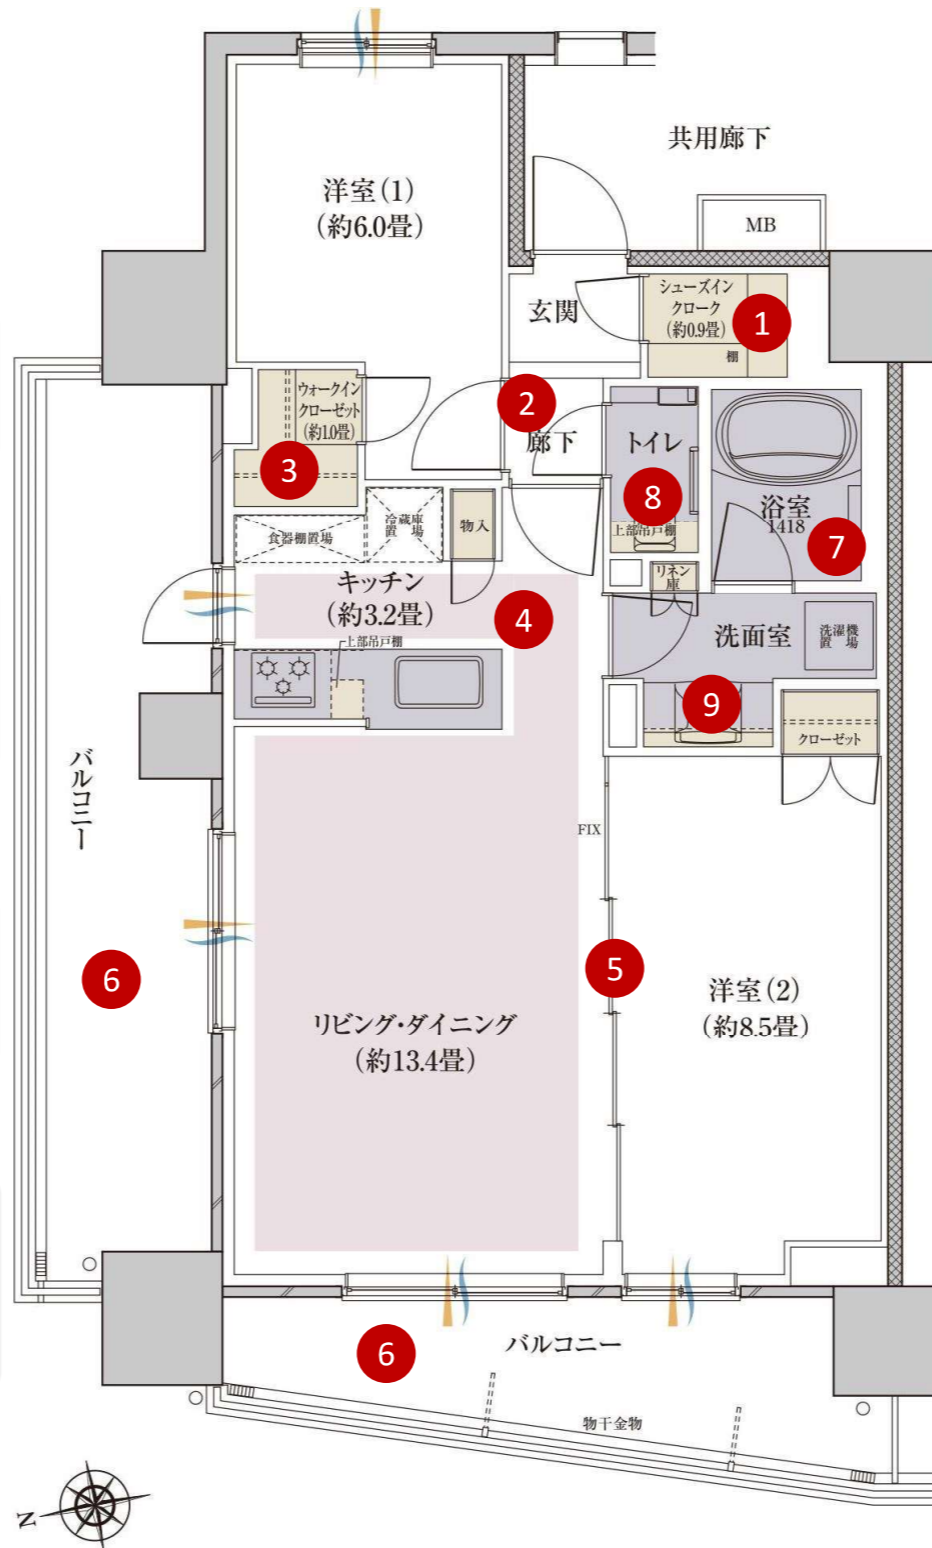 共用廊下
洋室(1)
(約6.0畳)
MB
玄関
シューズイン
クローク
(約0.9畳)
棚
1
2
廊下
ウォークイン
クローゼット
(約1.0畳)
3
トイレ
8
上部吊戸棚
浴室
1418
7
食器棚置場
冷蔵庫
置場
物入
キッチン
(約3.2畳)
4
上部吊戸棚
リネン
庫
洗面室
洗濯機
置場
9
クローゼット
バルコニー
FIX
6
5
リビング・ダイニング
(約13.4畳)
洋室(2)
(約8.5畳)
6
バルコニー
物干金物
N